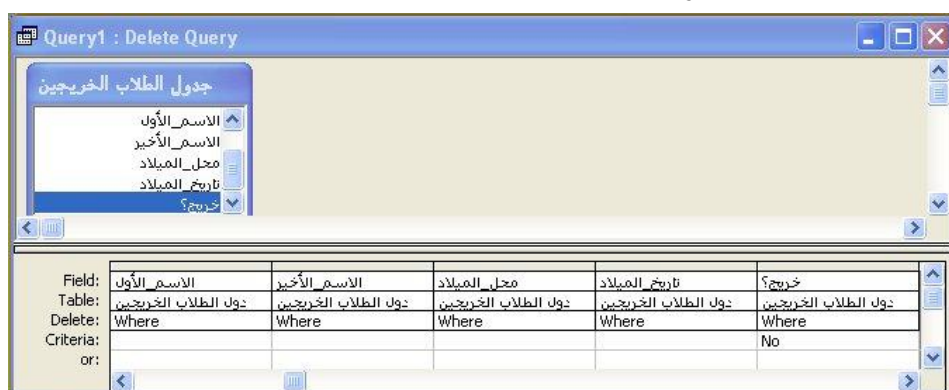 Query1 : Delete Query
جدول الطلاب الخريجين
الاسم_الأول
الاسم_الأخير
محل_الميلاد
تاريخ_الميلاد
خريج؟
Field: الاسم_الأول الاسم_الأخير محل_الميلاد تاريخ_الميلاد خريج؟
Table: دول الطلاب الخريجين دول الطلاب الخريجين دول الطلاب الخريجين دول الطلاب الخريجين دول الطلاب الخريجين
Delete: Where Where Where Where Where
Criteria: No
or: